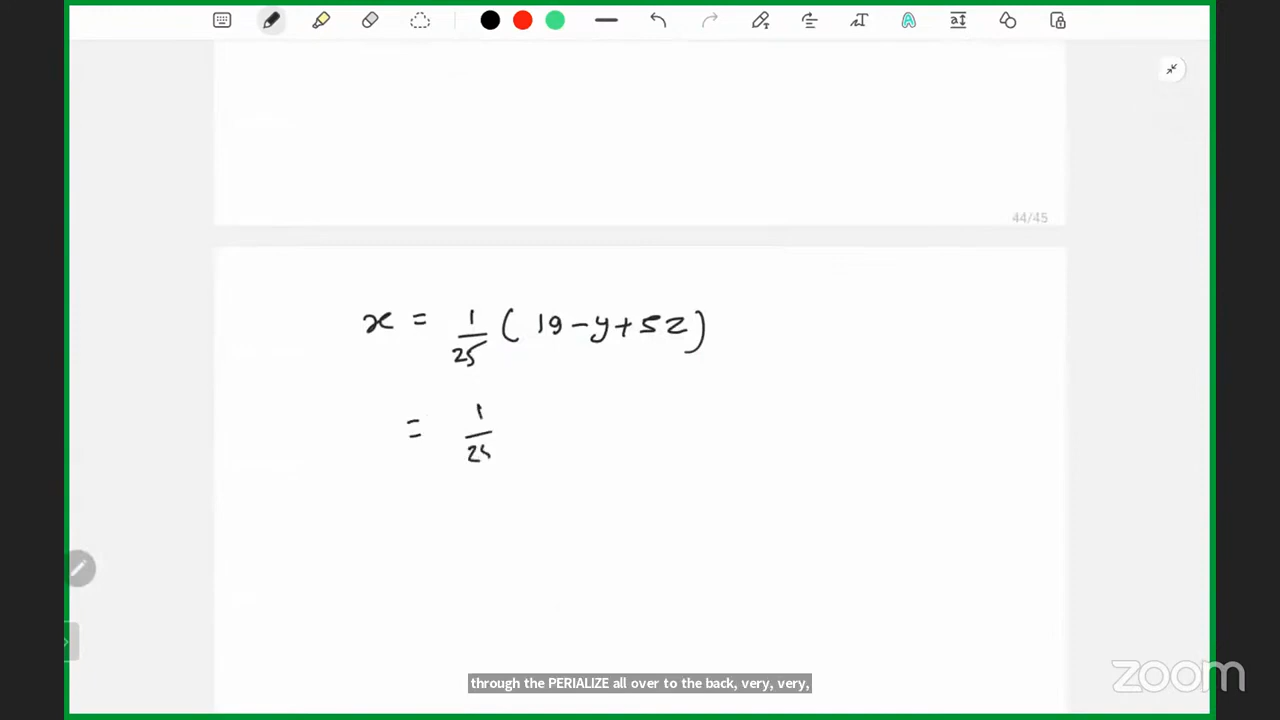 44/45
x = 1/25 ( 19 - y + 5z )
= 1/25
through the PERIALIZE all over to the back, very, very,
zoom